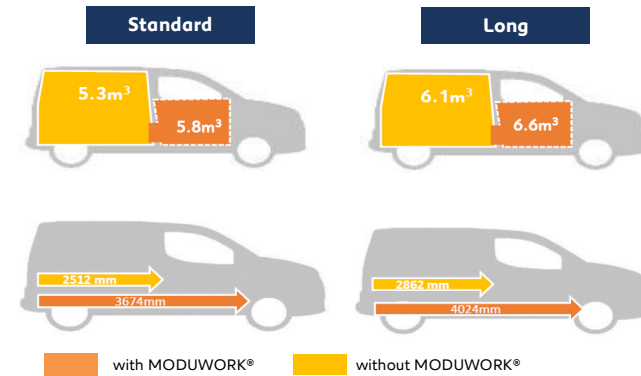 Standard
Long
5.3m³
5.8m³
6.1m³
6.6m³
2512 mm
3674mm
2862 mm
4024mm
with MODUWORK®
without MODUWORK®